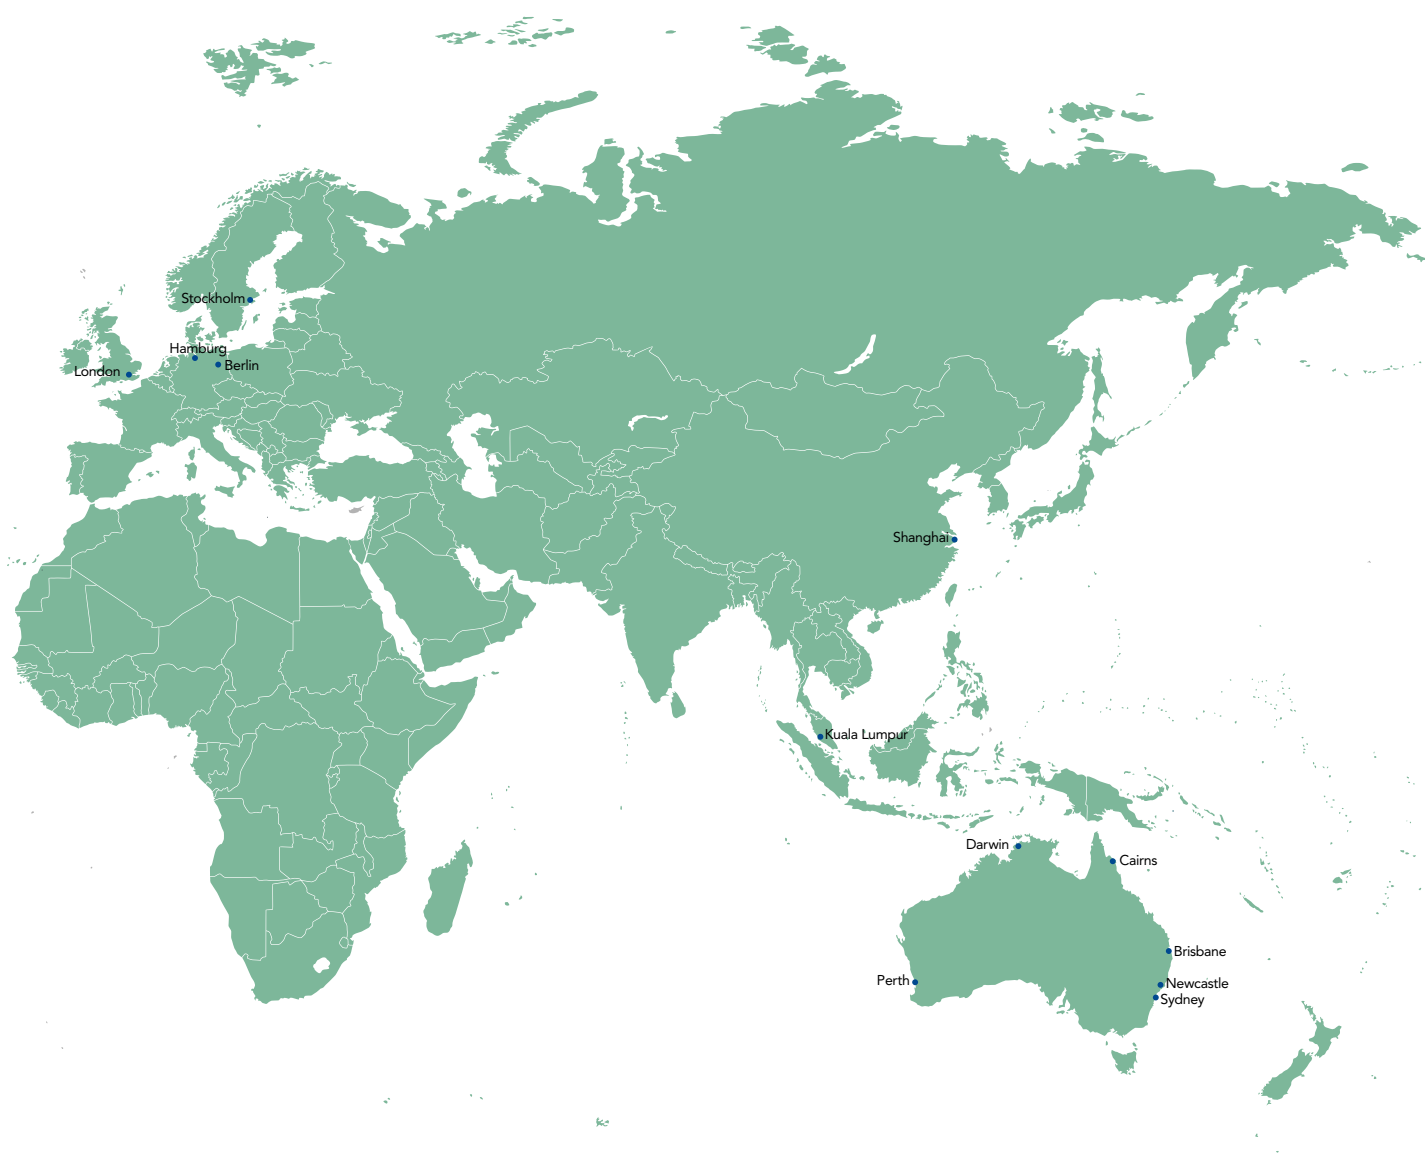 Stockholm
Hamburg
Berlin
London
Shanghai
Kuala Lumpur
Darwin
Cairns
Brisbane
Perth
Newcastle
Sydney